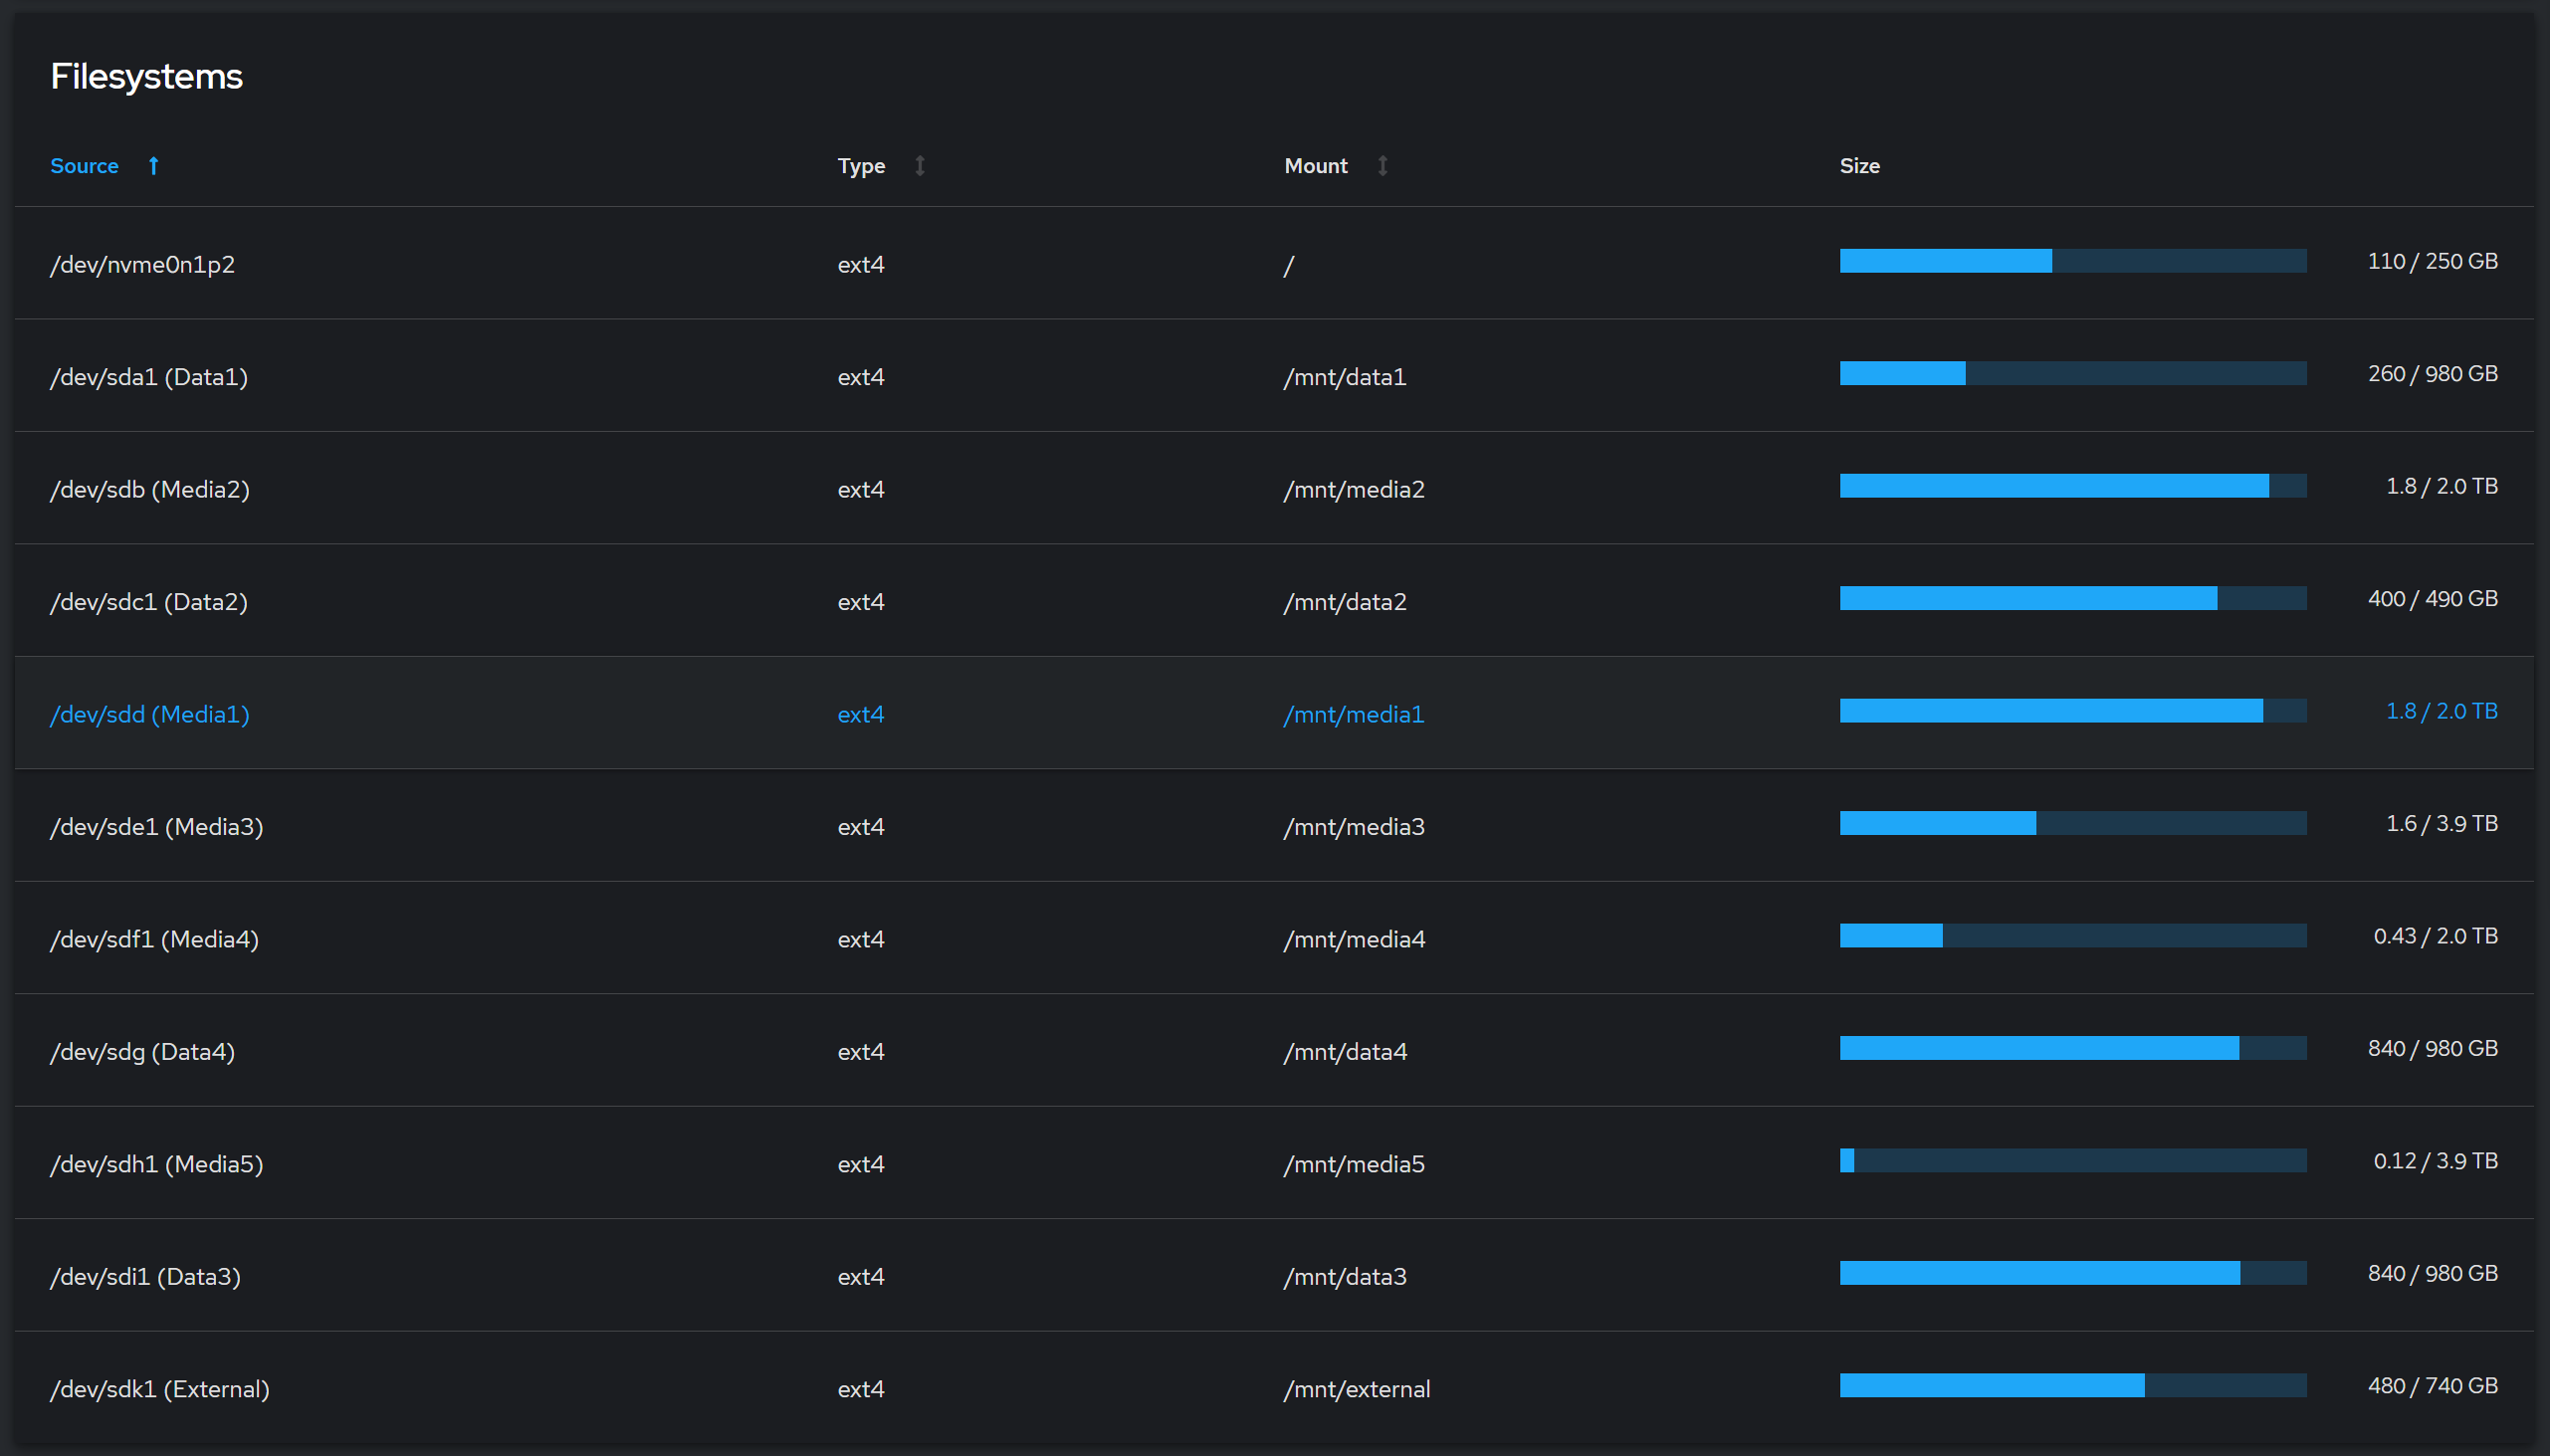 Filesystems
Source Type Mount Size
/dev/nvme0n1p2 ext4 / 110 / 250 GB
/dev/sda1 (Data1) ext4 /mnt/data1 260 / 980 GB
/dev/sdb (Media2) ext4 /mnt/media2 1.8 / 2.0 TB
/dev/sdc1 (Data2) ext4 /mnt/data2 400 / 490 GB
/dev/sdd (Media1) ext4 /mnt/media1 1.8 / 2.0 TB
/dev/sde1 (Media3) ext4 /mnt/media3 1.6 / 3.9 TB
/dev/sdf1 (Media4) ext4 /mnt/media4 0.43 / 2.0 TB
/dev/sdg (Data4) ext4 /mnt/data4 840 / 980 GB
/dev/sdh1 (Media5) ext4 /mnt/media5 0.12 / 3.9 TB
/dev/sdi1 (Data3) ext4 /mnt/data3 840 / 980 GB
/dev/sdk1 (External) ext4 /mnt/external 480 / 740 GB